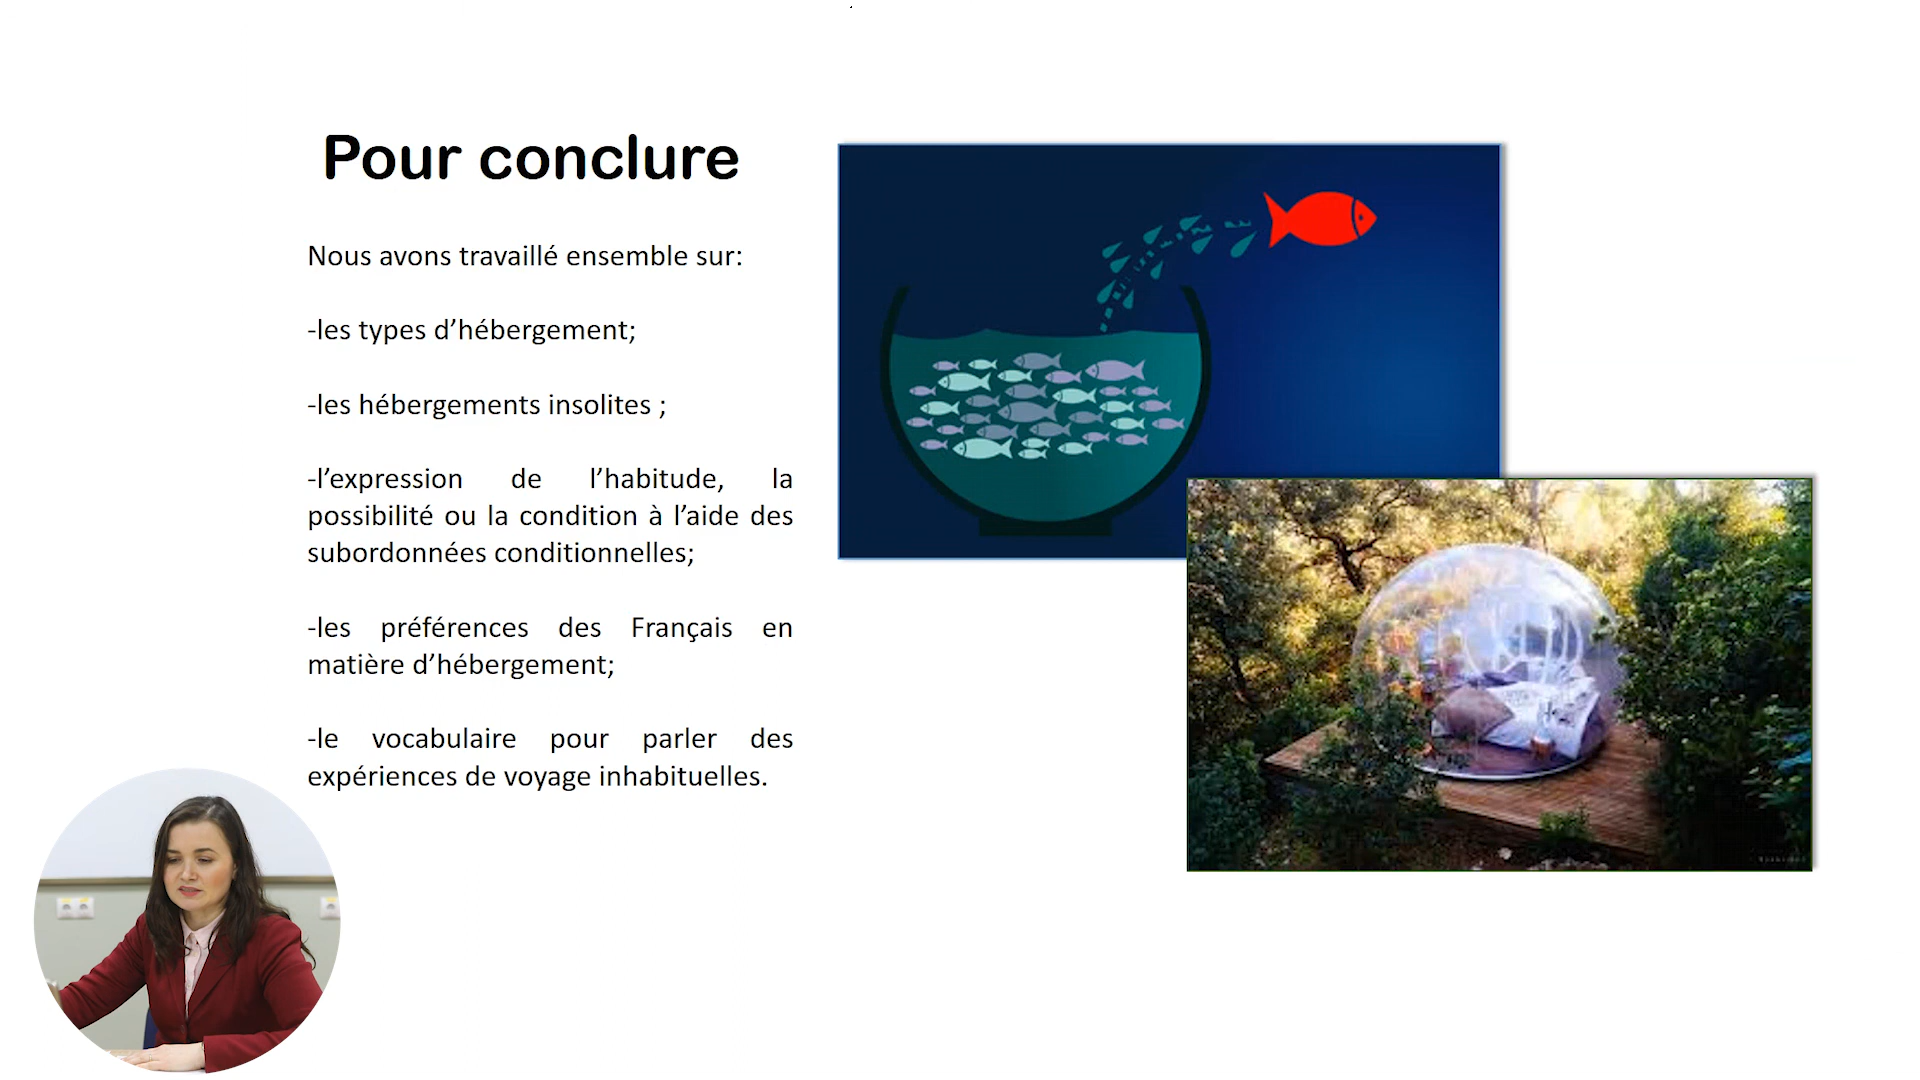 Pour conclure
Nous avons travaillé ensemble sur:
-les types d’hébergement;
-les hébergements insolites ;
-l’expression de l’habitude, la
possibilité ou la condition à l’aide des
subordonnées conditionnelles;
-les préférences des Français en
matière d’hébergement;
-le vocabulaire pour parler des
expériences de voyage inhabituelles.